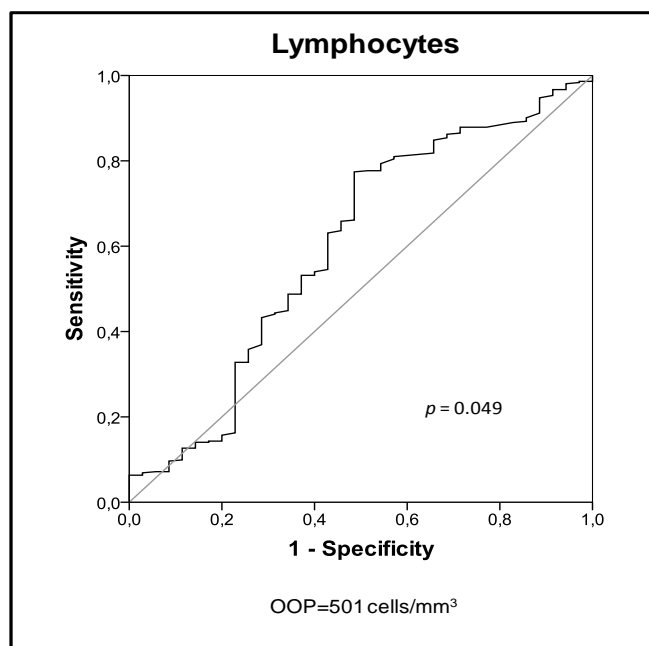 Lymphocytes
1,0
0,8
0,6
0,4
0,2
0,0
Sensitivity
p = 0.049
0,0 0,2 0,4 0,6 0,8 1,0
1 - Specificity
OOP=501 cells/mm³